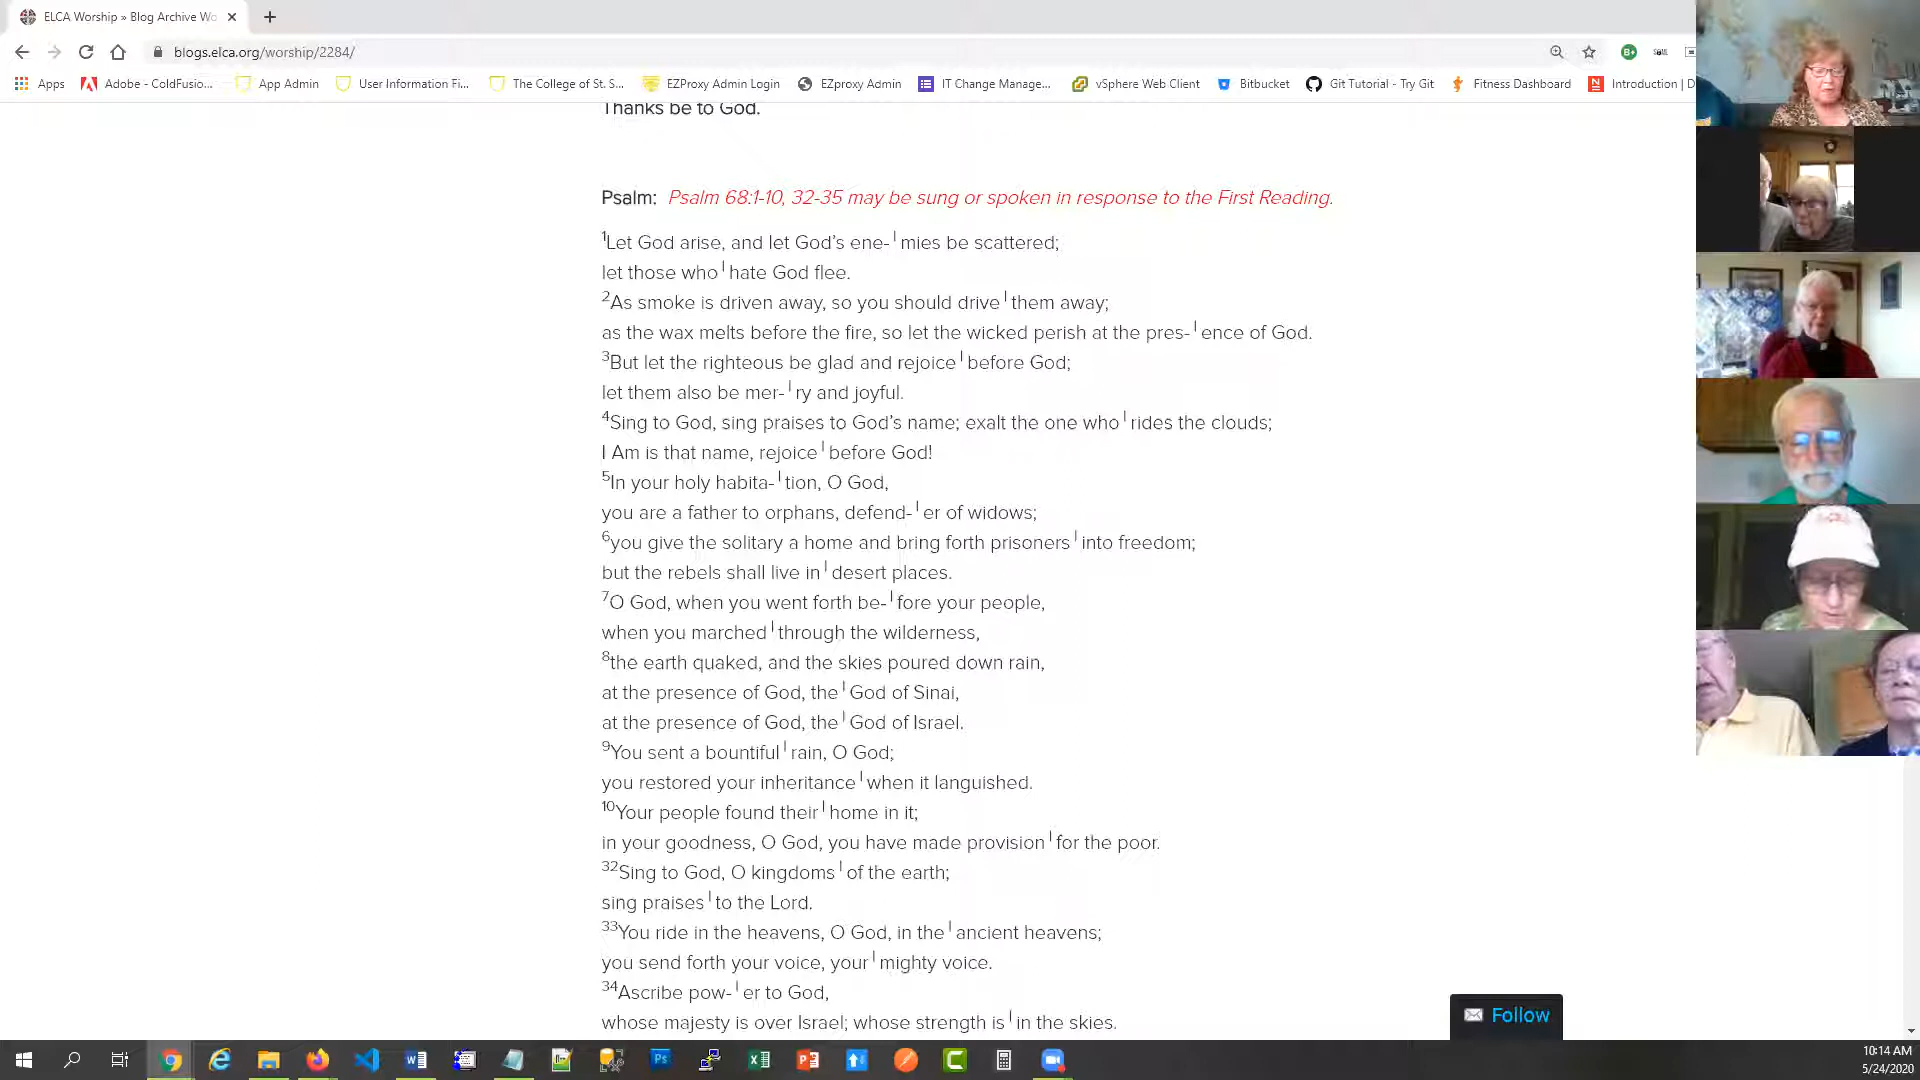 ELCA Worship » Blog Archive Wo
blogs.elca.org/worship/2284/
Apps
Adobe - ColdFusio...
App Admin
User Information Fi...
The College of St. S...
EZProxy Admin Login
EZproxy Admin
IT Change Manage...
vSphere Web Client
Bitbucket
Git Tutorial - Try Git
Fitness Dashboard
Introduction | D
Thanks be to God.
Psalm: Psalm 68:1-10, 32-35 may be sung or spoken in response to the First Reading.
1Let God arise, and let God's ene- | mies be scattered;
let those who | hate God flee.
2As smoke is driven away, so you should drive | them away;
as the wax melts before the fire, so let the wicked perish at the pres- | ence of God.
3But let the righteous be glad and rejoice | before God;
let them also be mer- | ry and joyful.
4Sing to God, sing praises to God's name; exalt the one who | rides the clouds;
I Am is that name, rejoice | before God!
5In your holy habita- | tion, O God,
you are a father to orphans, defend- | er of widows;
6you give the solitary a home and bring forth prisoners | into freedom;
but the rebels shall live in | desert places.
7O God, when you went forth be- | fore your people,
when you marched | through the wilderness,
8the earth quaked, and the skies poured down rain,
at the presence of God, the | God of Sinai,
at the presence of God, the | God of Israel.
9You sent a bountiful | rain, O God;
you restored your inheritance | when it languished.
10Your people found their | home in it;
in your goodness, O God, you have made provision | for the poor.
32Sing to God, O kingdoms | of the earth;
sing praises | to the Lord.
33You ride in the heavens, O God, in the | ancient heavens;
you send forth your voice, your | mighty voice.
34Ascribe pow- | er to God,
whose majesty is over Israel; whose strength is | in the skies.
Follow
10:14 AM
5/24/2020